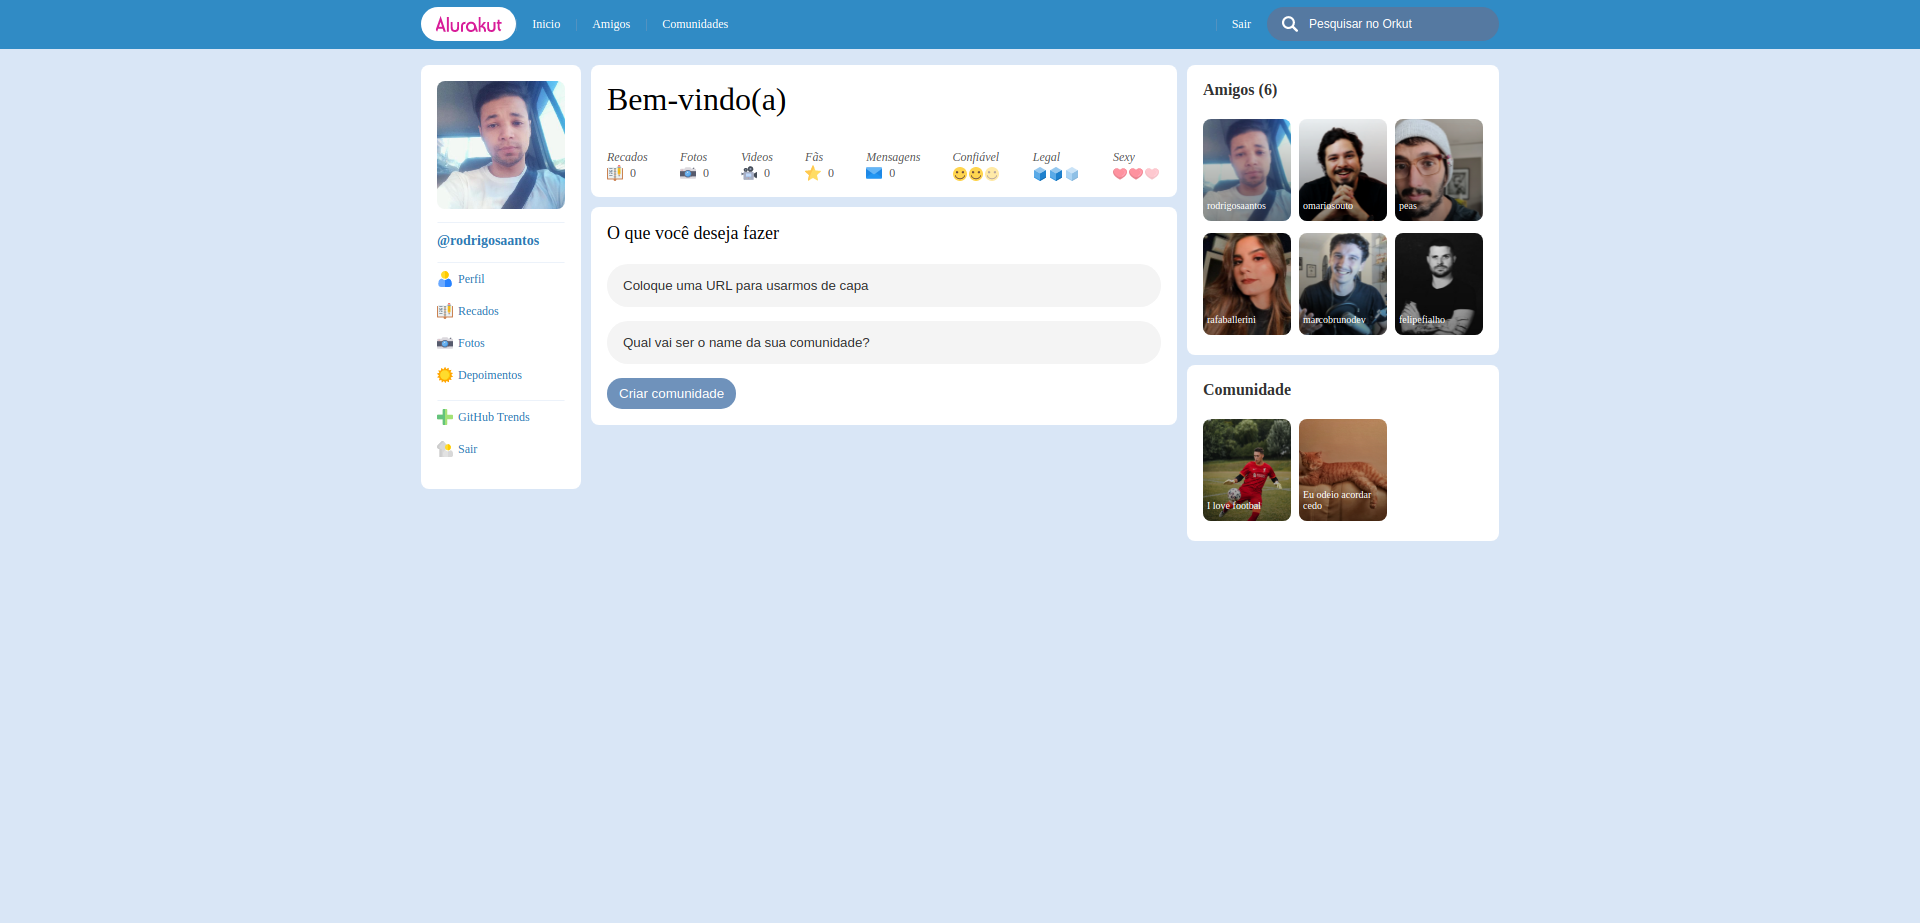 Alurakut
Inicio
Amigos
Comunidades
Sair
Pesquisar no Orkut
@rodrigosaantos
Perfil
Recados
Fotos
Depoimentos
GitHub Trends
Sair
Bem-vindo(a)
Recados
0
Fotos
0
Videos
0
Fãs
0
Mensagens
0
Confiável
Legal
Sexy
O que você deseja fazer
Coloque uma URL para usarmos de capa
Qual vai ser o name da sua comunidade?
Criar comunidade
Amigos (6)
rodrigosaantos
omariosouto
peas
rafaballerini
marcobrunodev
felipefialho
Comunidade
I love footbal
Eu odeio acordar
cedo